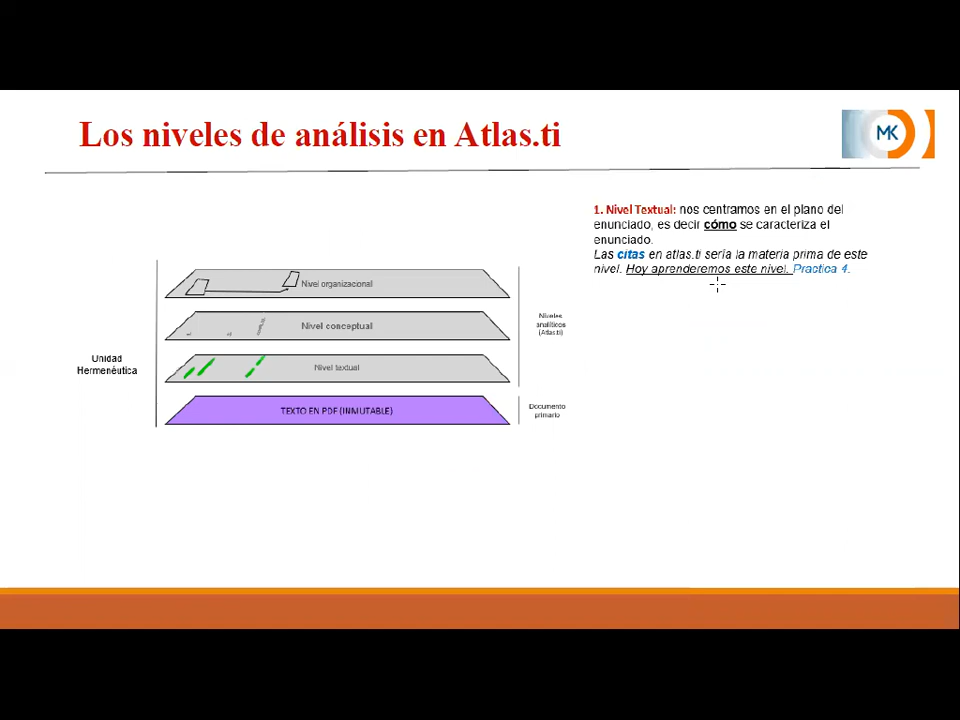 Los niveles de análisis en Atlas.ti
MK
1. Nivel Textual: nos centramos en el plano del
enunciado, es decir cómo se caracteriza el
enunciado.
Las citas en atlas.ti sería la materia prima de este
nivel. Hoy aprenderemos este nivel. Practica 4.
Nivel organizacional
Nivel conceptual
Niveles
analíticos
(Atlas.ti)
Unidad
Hermenéutica
Nivel textual
TEXTO EN PDF (INMUTABLE)
Documento
primario